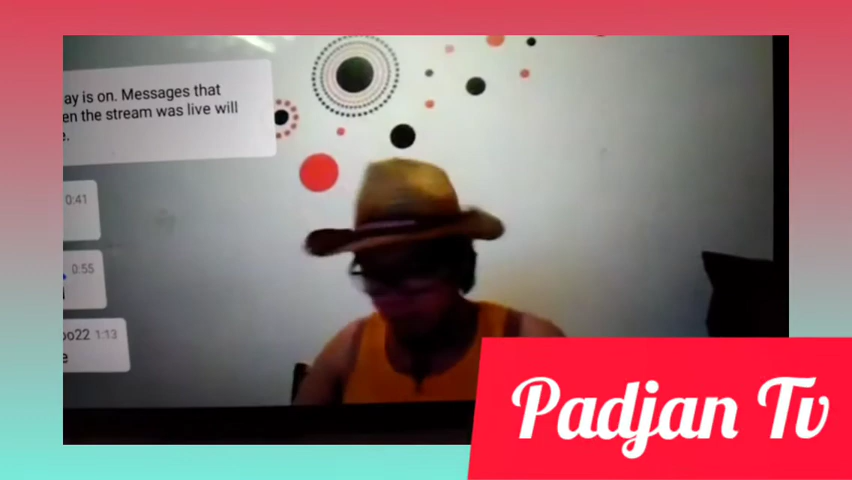 ay is on. Messages that
en the stream was live will
e.
0:41
0:55
oo22 1:13
e
Padjan Tv